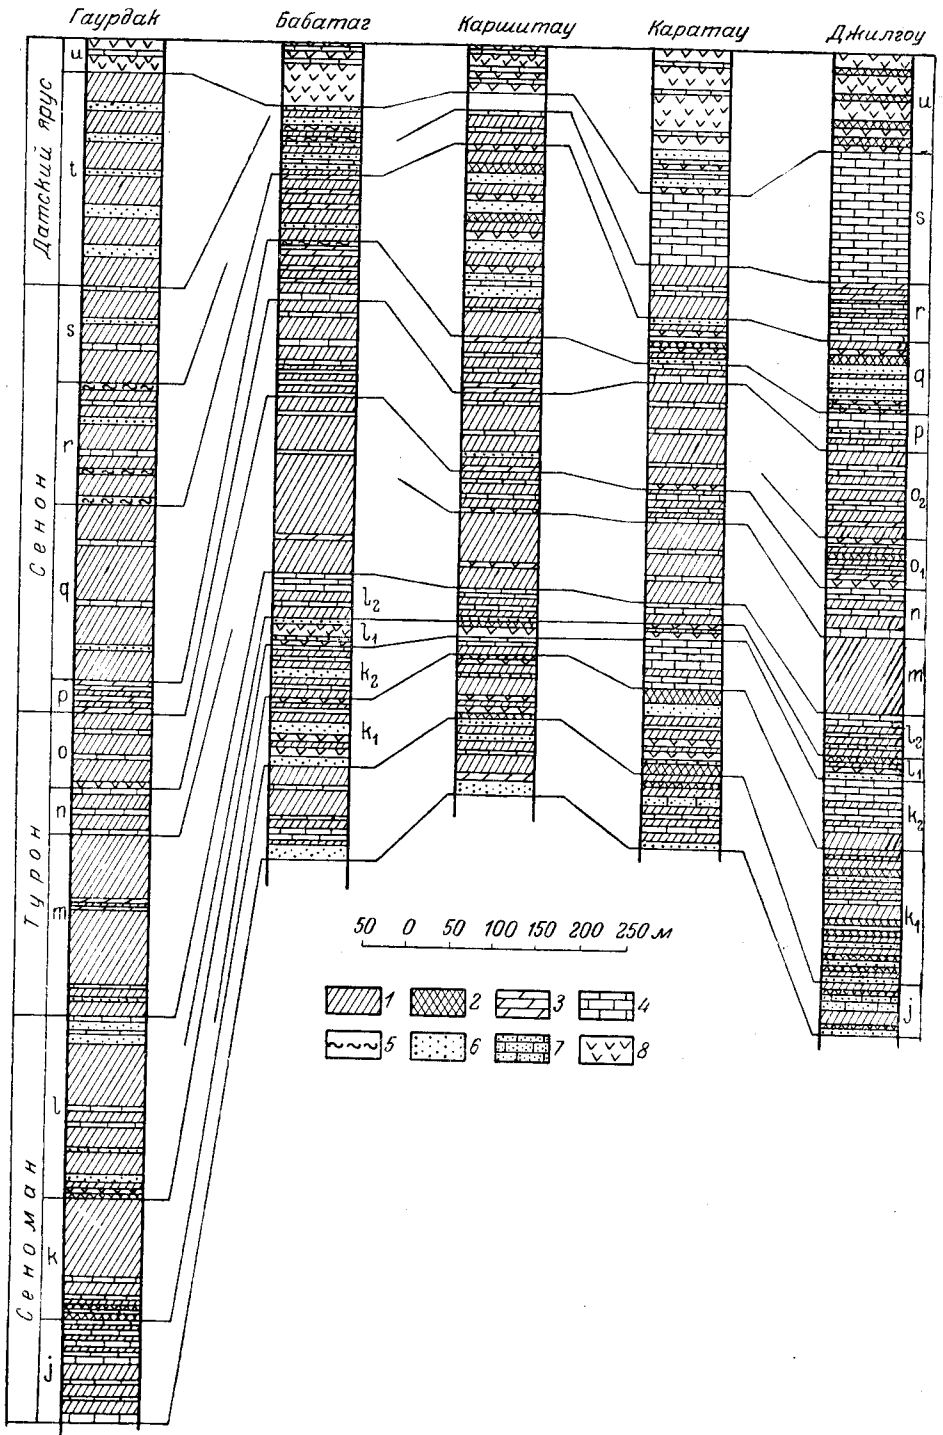 Гаурдак Бабатаг Каршитау Каратау Джилгоу
Датский ярус
Сенон
Турон
Сеноман
u
t
s
r
q
p
o
n
m
l
k
j
l₂
l₁
k₂
k₁
u
s
r
q
p
o₂
o₁
n
m
l₂
l₁
k₂
k₁
j
50 0 50 100 150 200 250 м
1 2 3 4
5 6 7 8